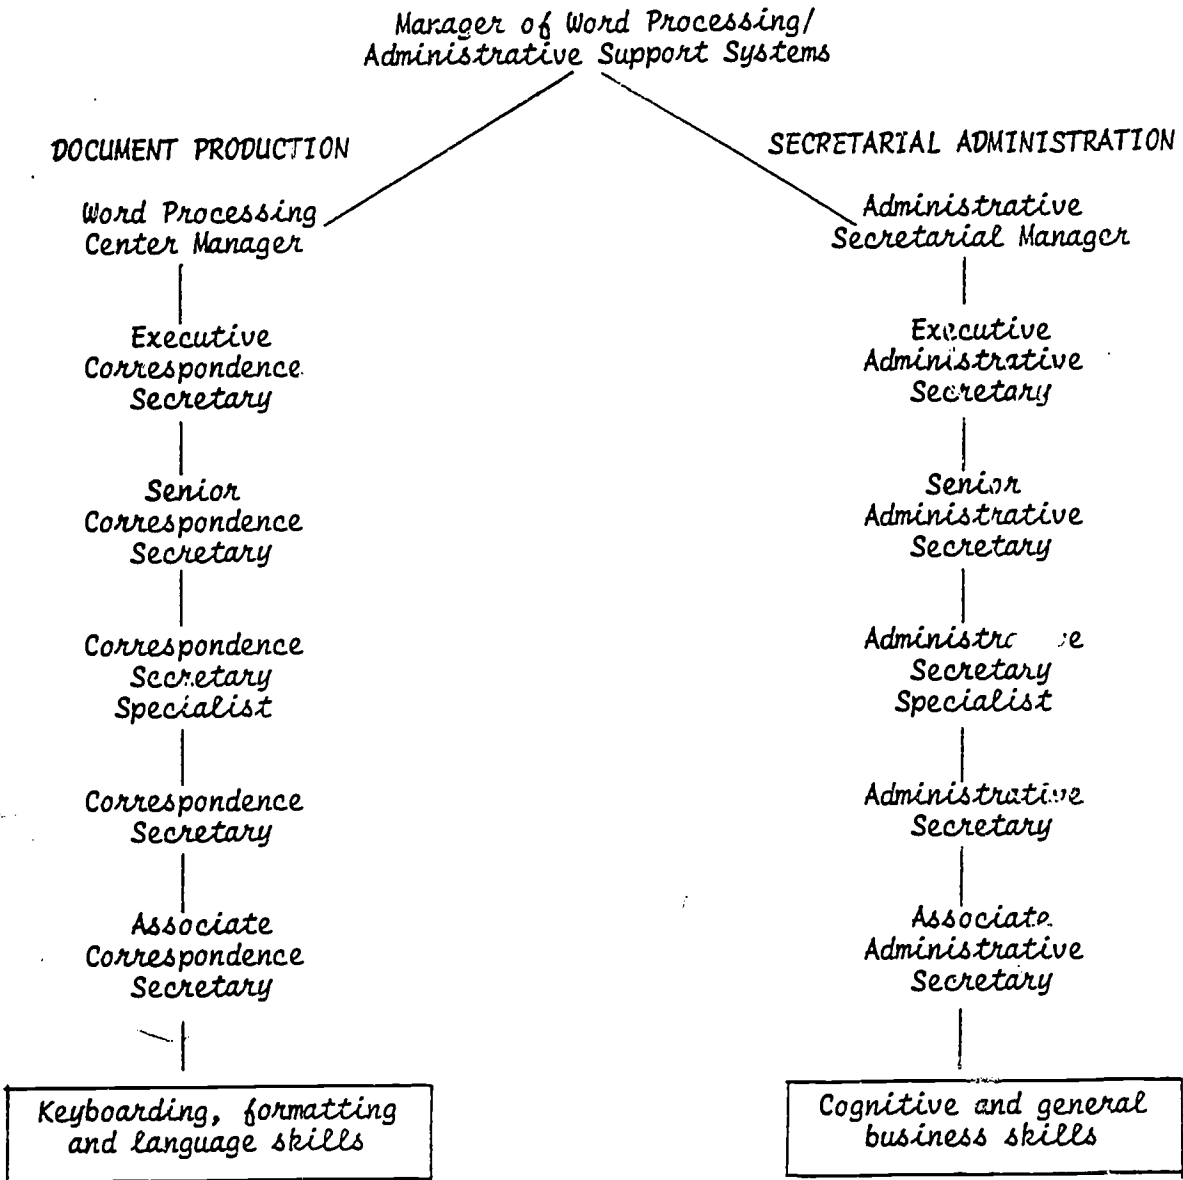 Manager of Word Processing/
Administrative Support Systems
DOCUMENT PRODUCTION
Word Processing
Center Manager
Executive
Correspondence
Secretary
Senior
Correspondence
Secretary
Correspondence
Secretary
Specialist
Correspondence
Secretary
Associate
Correspondence
Secretary
Keyboarding, formatting
and language skills
SECRETARIAL ADMINISTRATION
Administrative
Secretarial Manager
Executive
Administrative
Secretary
Senior
Administrative
Secretary
Secretary
Specialist
Administrative
Secretary
Associate
Administrative
Secretary
Cognitive and general
business skills